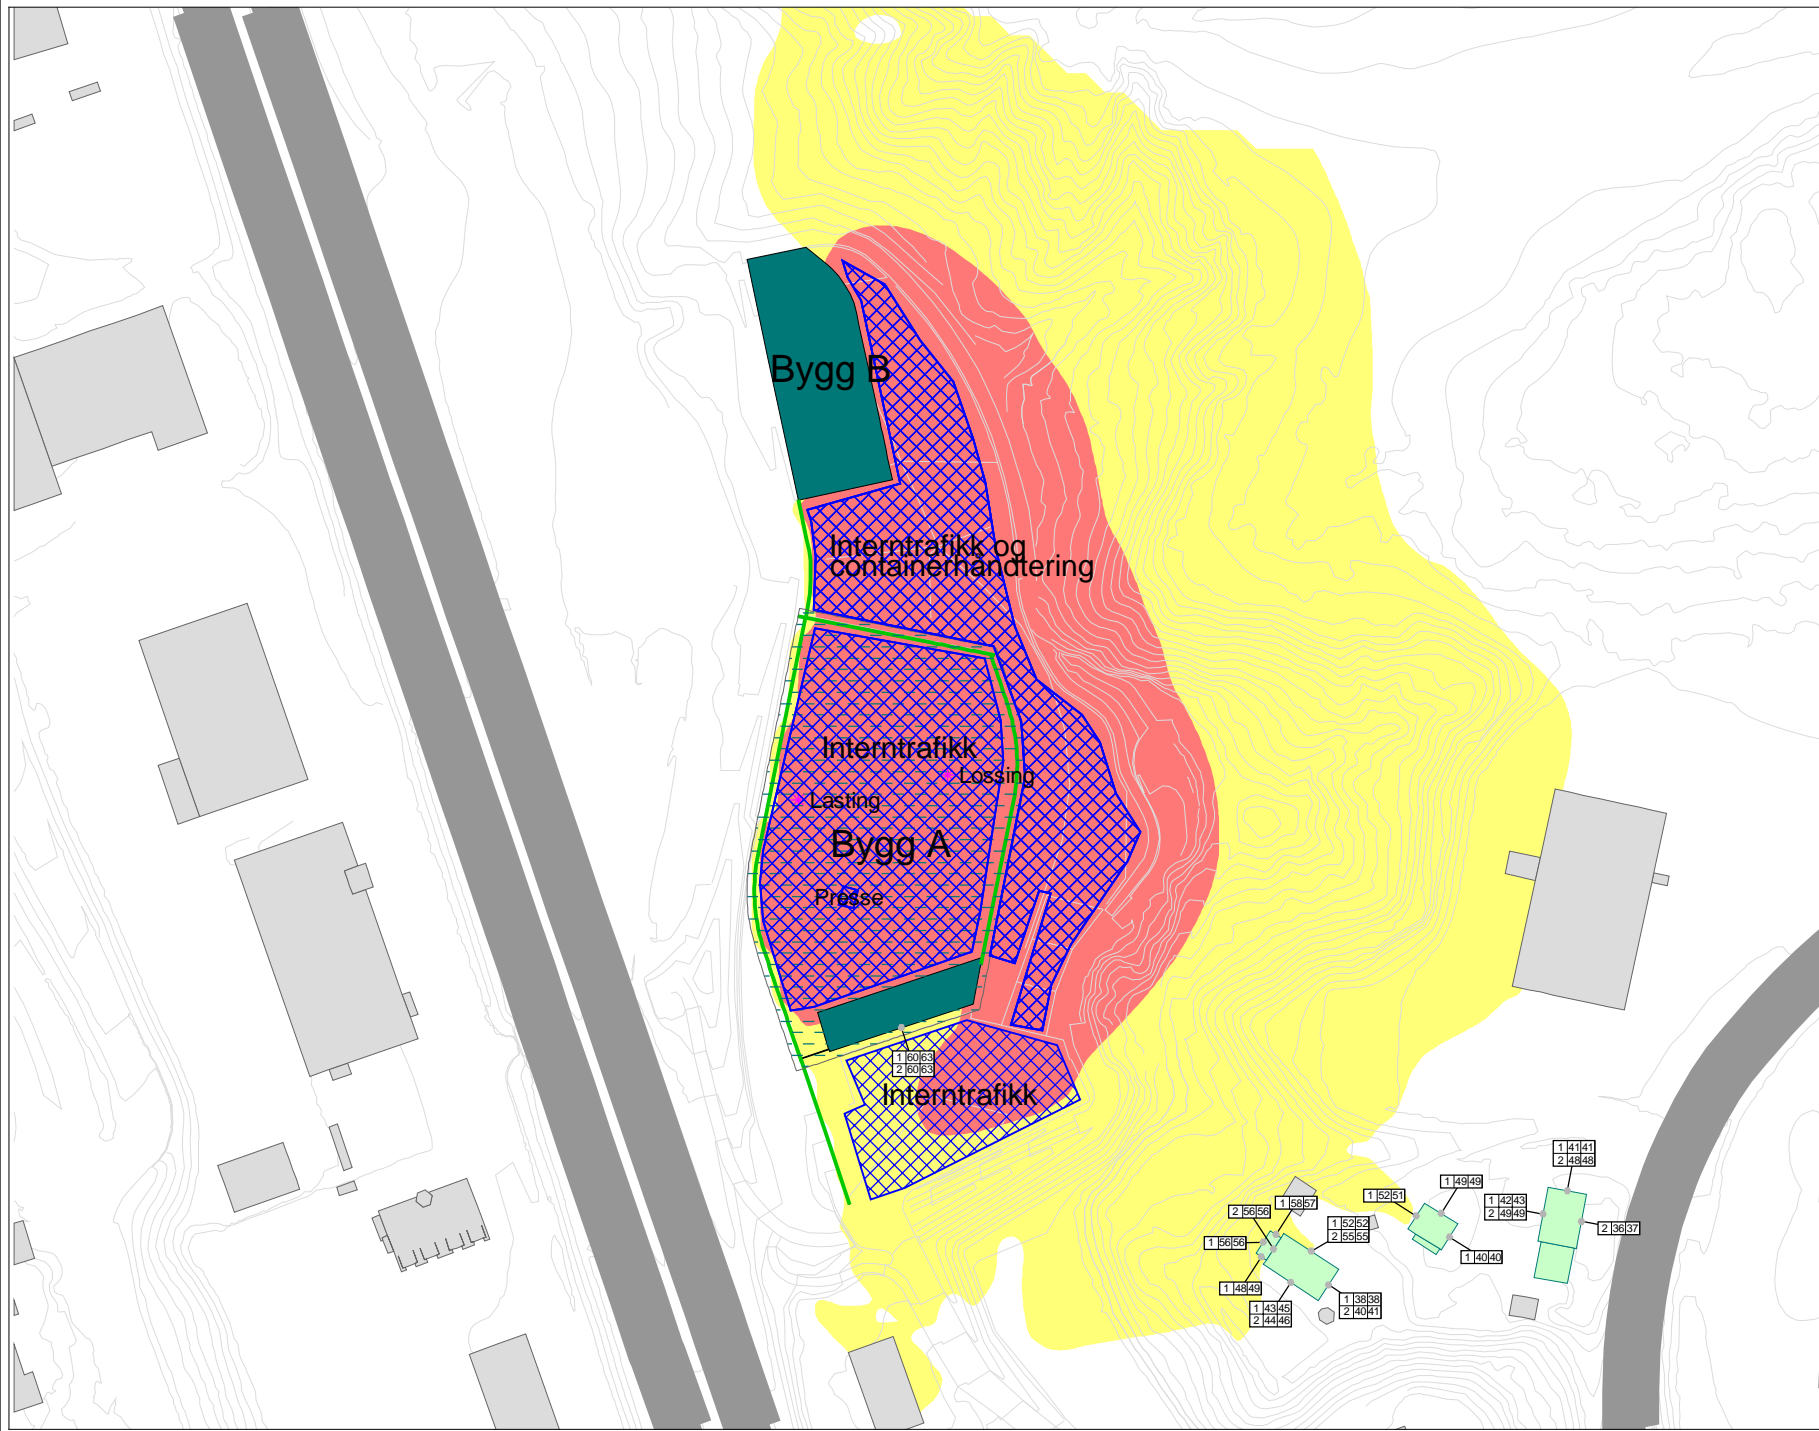 Bygg B
Interntrafikk og
containerhåndtering
Interntrafikk
Lossing
Lasting
Bygg A
Presse
1 60 63
2 60 63
Interntrafikk
1 41 41
2 48 48
1 49 49
1 52 51
1 42 43
2 49 49
1 58 57
2 56 56
1 52 52
2 55 55
2 36 37
1 56 56
1 40 40
1 48 49
1 38 38
2 40 41
1 43 45
2 44 46